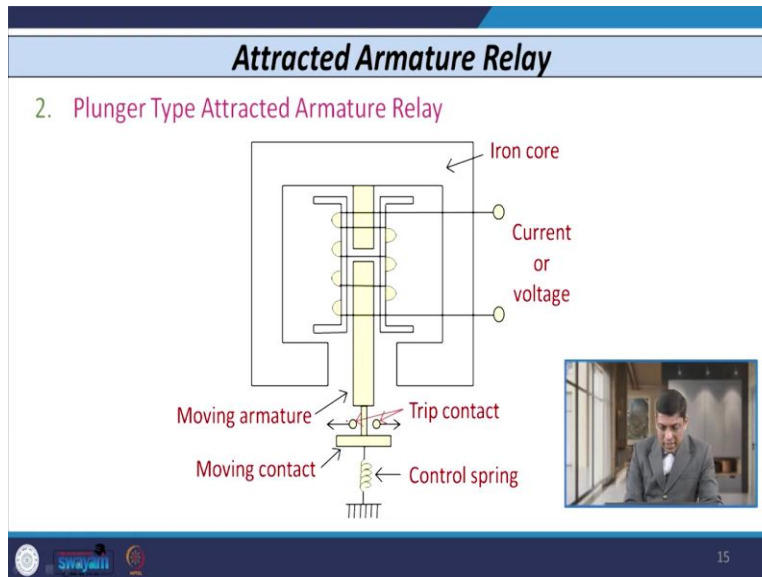 Attracted Armature Relay
2. Plunger Type Attracted Armature Relay
Iron core
Current
or
voltage
Moving armature
Trip contact
Moving contact
Control spring
swayam
15